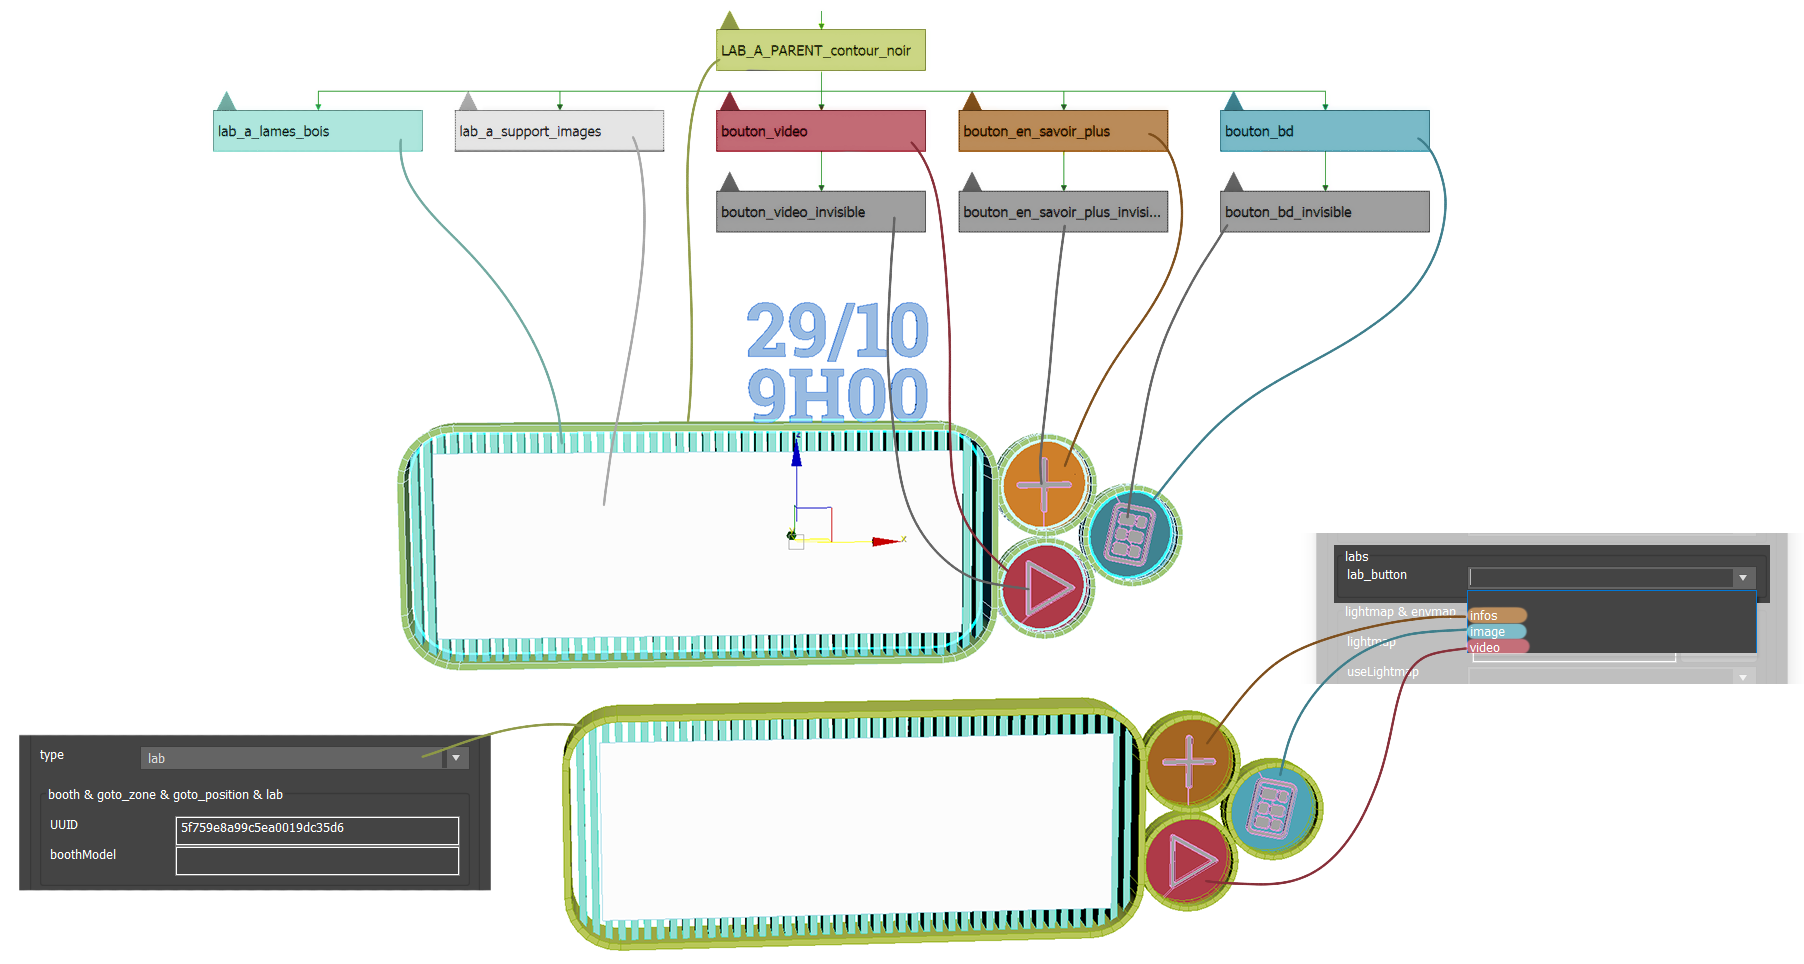 LAB_A_PARENT_contour_noir
lab_a_lames_bois
lab_a_support_images
bouton_video
bouton_en_savoir_plus
bouton_bd
bouton_video_invisible
bouton_en_savoir_plus_invisi...
bouton_bd_invisible
29/10
9H00
x
labs
lab_button
lightmap & envmap
infos
image
lightmap
video
useLightmap
type
lab
booth & goto_zone & goto_position & lab
UUID
5f759e8a99c5ea0019dc35d6
boothModel